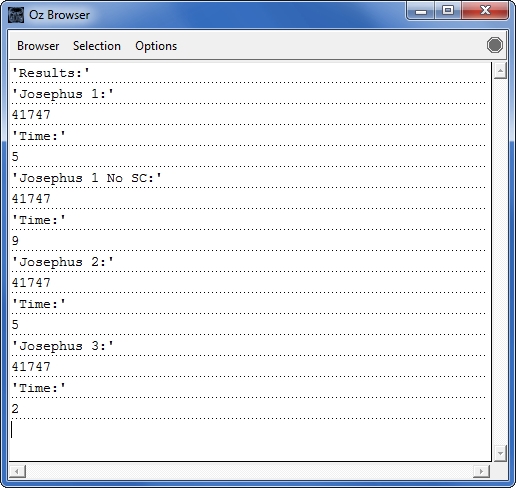 Oz Browser
Browser Selection Options
'Results:'
'Josephus 1:'
41747
'Time:'
5
'Josephus 1 No SC:'
41747
'Time:'
9
'Josephus 2:'
41747
'Time:'
5
'Josephus 3:'
41747
'Time:'
2